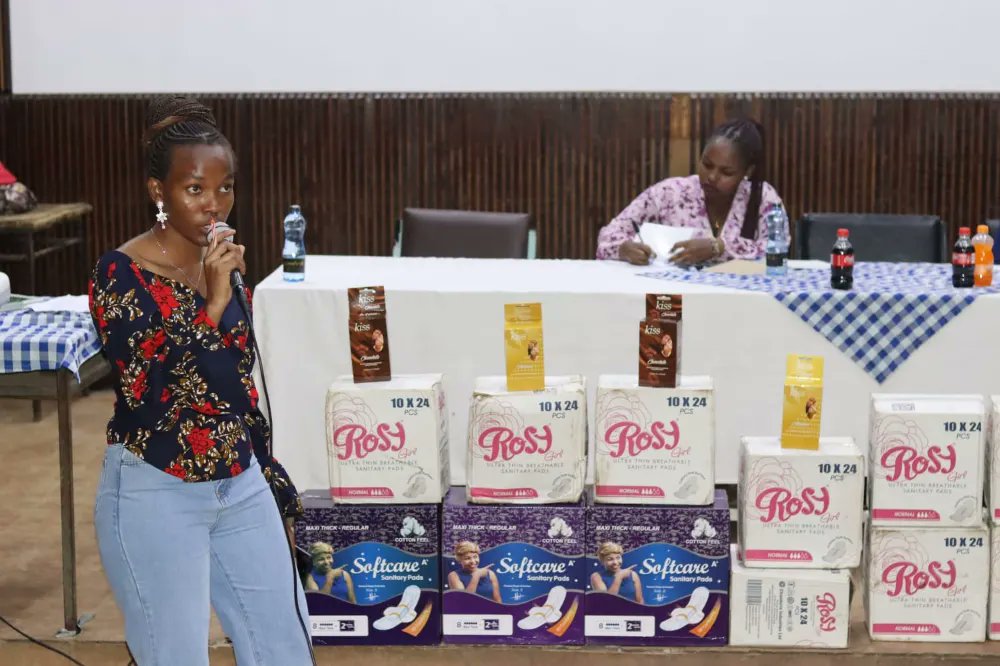 kiss
Chocolate
kiss
Chocolate
10 X 24
PCS
Rosy
ULTRA THIN BREATHABLE
SANITARY PADS
NORMAL
10 X 24
PCS
Rosy
Girl
ULTRA THIN BREATHABLE
SANITARY PADS
NORMAL
10 X 24
PCS
Rosy
ULTRA THIN BREATHABLE
SANITARY PADS
NORMAL
10 X 24
PCS
Rosy
Girl
ULTRA THIN BREATHABLE
SANITARY PADS
NORMAL
10 X 24
PCS
Rosy
Girl
ULTRA THIN BREATHABLE
SANITARY PADS
NORMAL
MAXI THICK - REGULAR
COTTON FEEL
Softcare
Sanitary Pads
MAXI THICK - REGULAR
COTTON FEEL
Softcare
Sanitary Pads
MAXI THICK - REGULAR
COTTON FEEL
Softcare
Sanitary Pads
10 X 24
PCS
Rosy
10 X 24
PCS
Rosy
Girl
ULTRA THIN BREATHABLE
SANITARY PADS
NORMAL